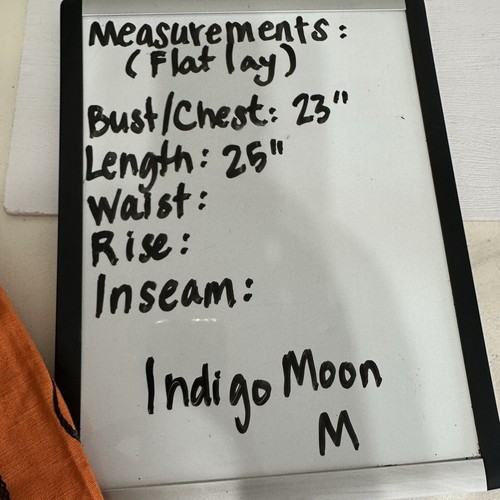 Measurements:
(Flat lay)
Bust/Chest: 23"
Length: 25"
Waist:
Rise:
Inseam:
Indigo Moon
M